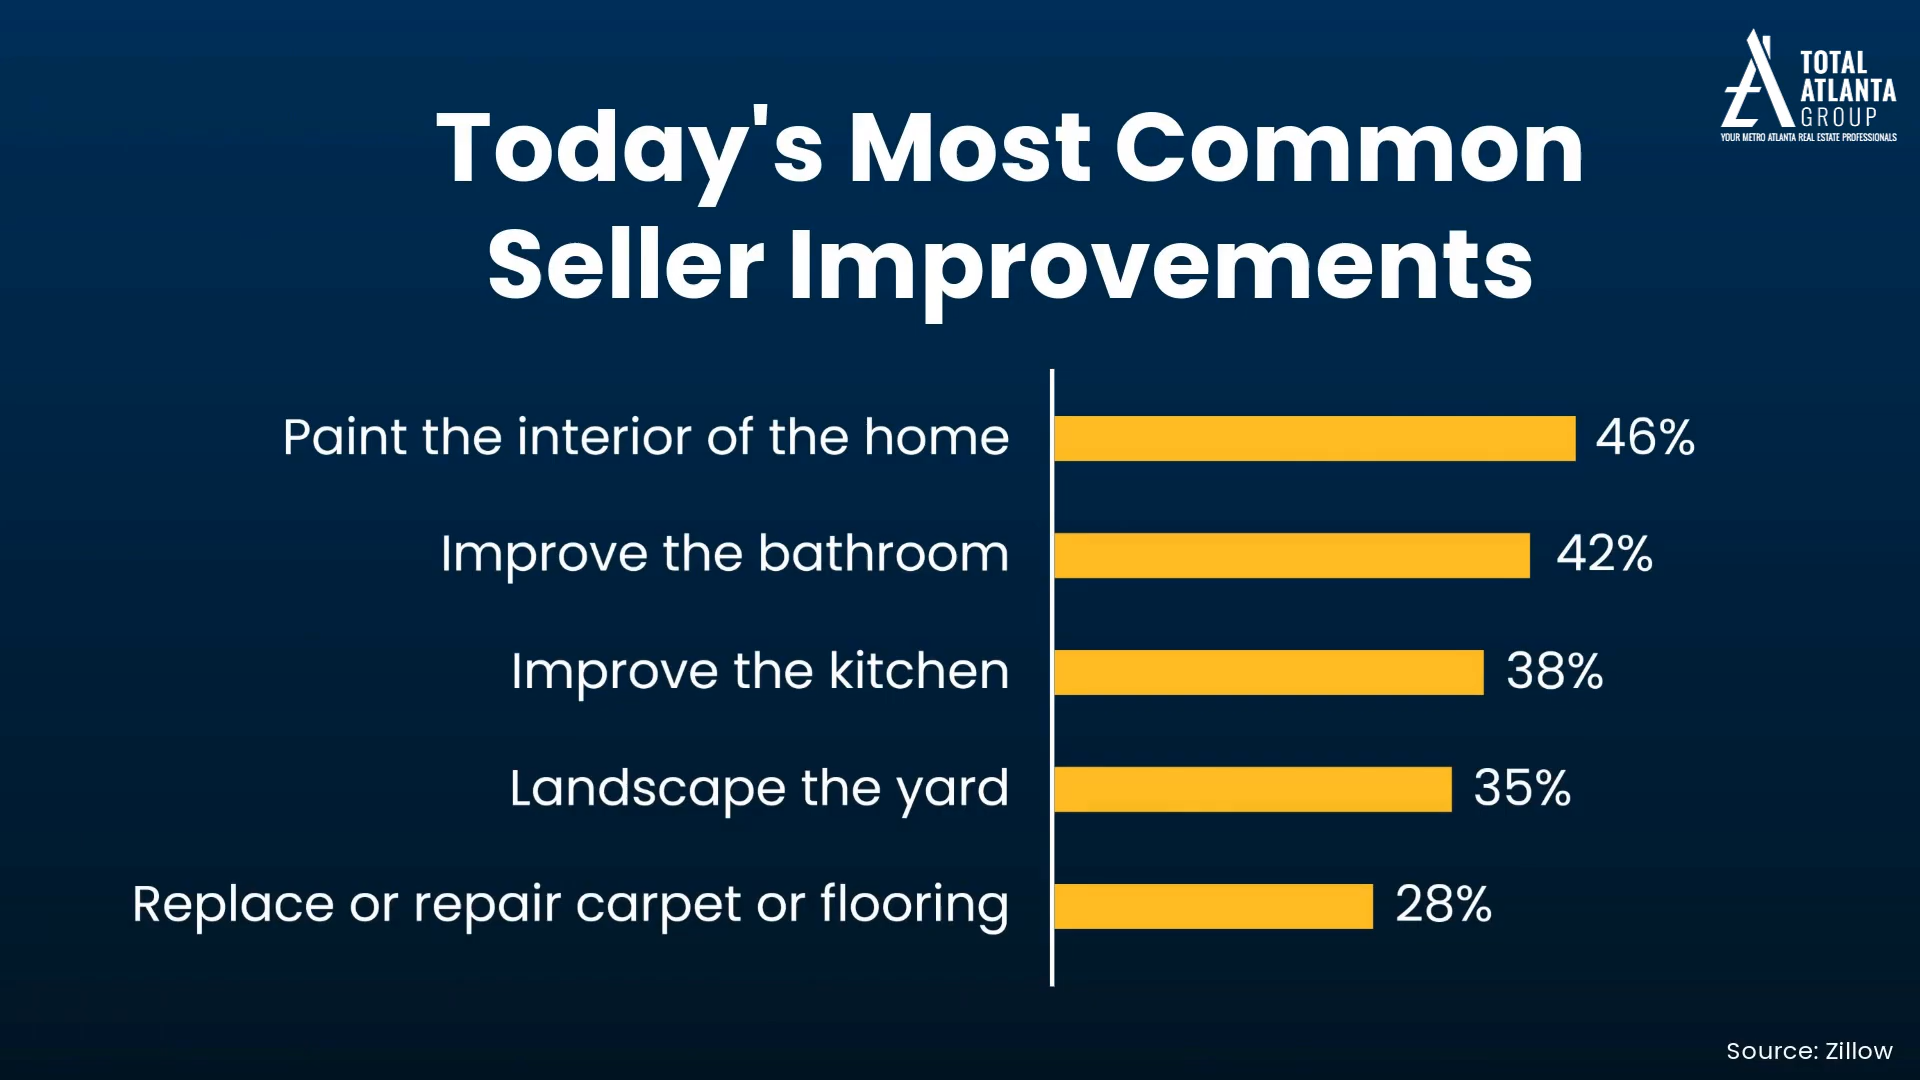 TOTAL
ATLANTA
GROUP
YOUR METRO ATLANTA REAL ESTATE PROFESSIONALS
Today's Most Common
Seller Improvements
Paint the interior of the home 46%
Improve the bathroom 42%
Improve the kitchen 38%
Landscape the yard 35%
Replace or repair carpet or flooring 28%
Source: Zillow